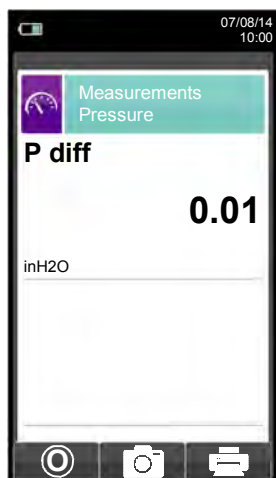 07/08/14
10:00
Measurements
Pressure
P diff
0.01
inH2O